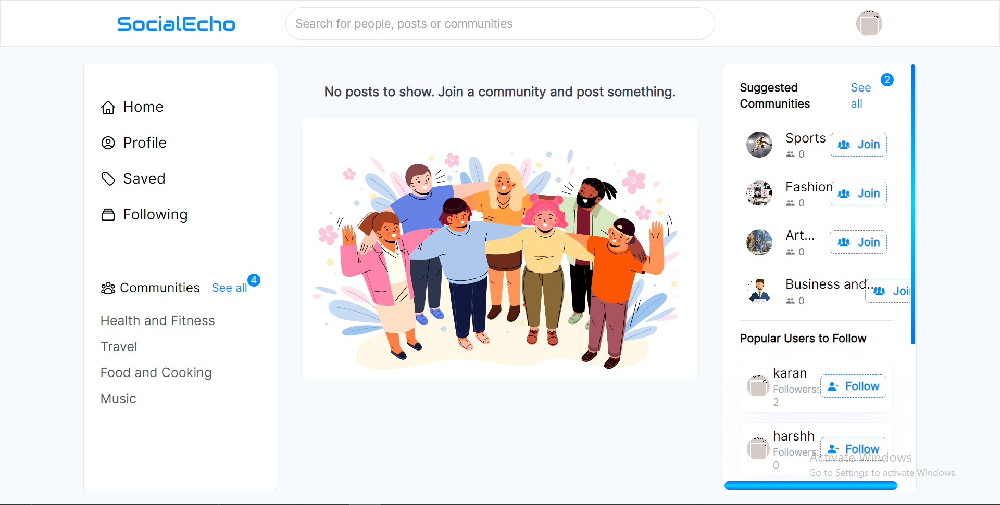 SocialEcho
Search for people, posts or communities
Home
Profile
Saved
Following
Communities
See all
4
Health and Fitness
Travel
Food and Cooking
Music
No posts to show. Join a community and post something.
Suggested
Communities
See
all
2
Sports
0
Join
Fashion
0
Join
Art...
0
Join
Business and...
0
Joi
Popular Users to Follow
karan
Followers:
2
Follow
harshh
Followers:
0
Follow
Activate Windows
Go to Settings to activate Windows.